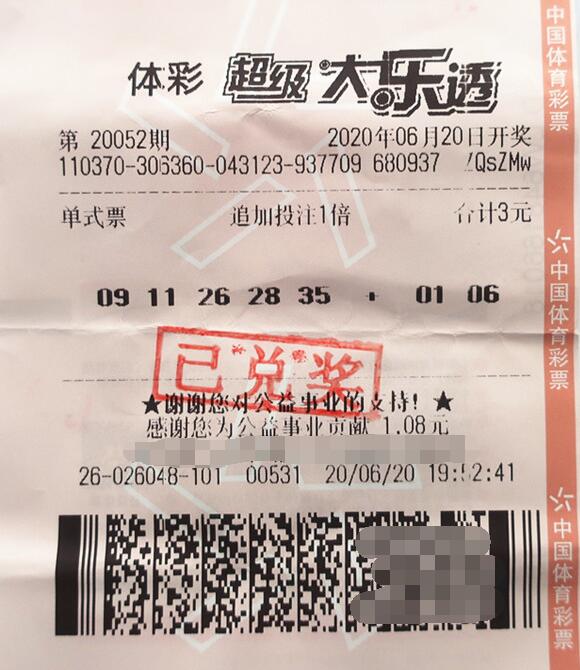 体彩 超级大乐透
第 20052期 2020年06月20日开奖
110370-306360-043123-937709 680937 /QsZMw
单式票 追加投注1倍 合计3元
09 11 26 28 35 + 01 06
已兑奖
★谢谢您对公益事业的支持！★
感谢您为公益事业贡献 1.08元
26-026048-101 00531 20/06/20 19:52:41
中国体育彩票
中国体育彩票
中国体育彩票